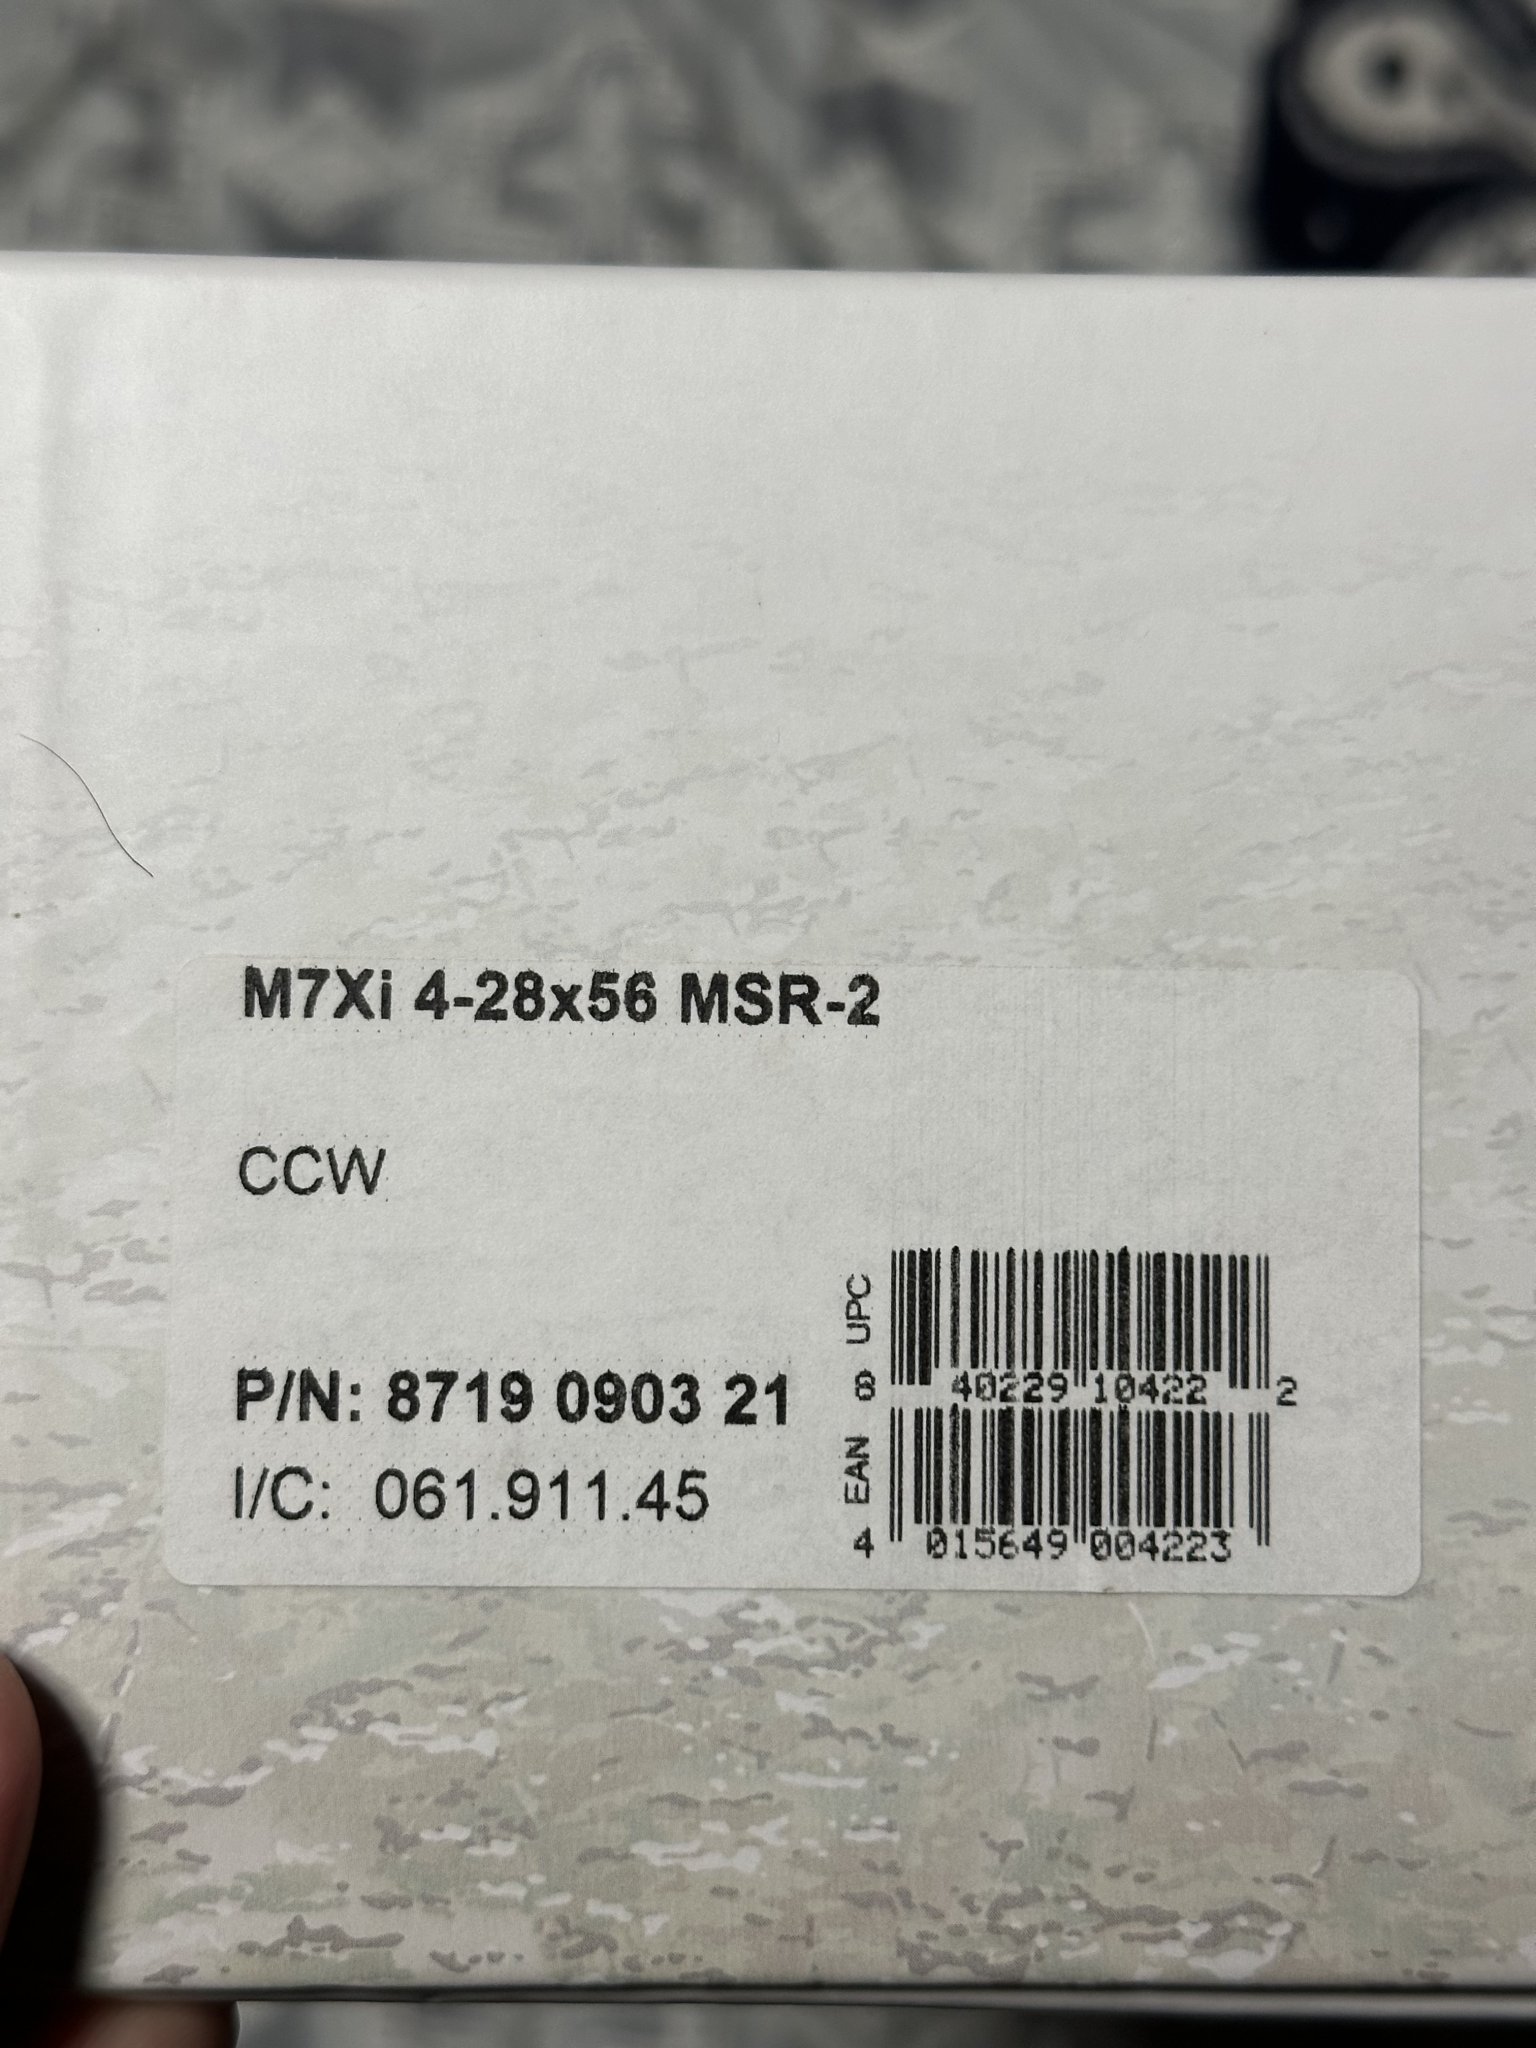 M7Xi 4-28x56 MSR-2
CCW
P/N: 8719 0903 21
I/C: 061.911.45
UPC
8 40229 10422 2
EAN
4 015649 004223